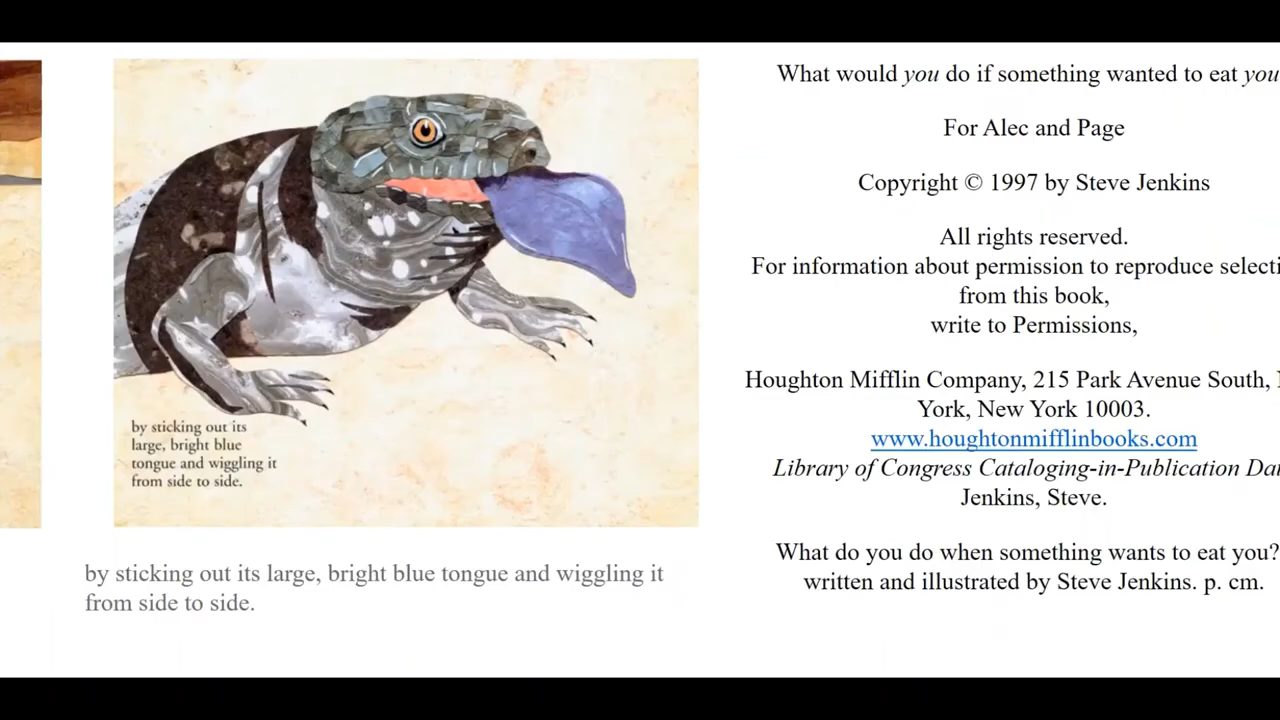 by sticking out its
large, bright blue
tongue and wiggling it
from side to side.
by sticking out its large, bright blue tongue and wiggling it
from side to side.
What would you do if something wanted to eat you
For Alec and Page
Copyright © 1997 by Steve Jenkins
All rights reserved.
For information about permission to reproduce
from this book,
write to Permissions,
Houghton Mifflin Company, 215 Park Avenue South,
York, New York 10003.
www.houghtonmifflinbooks.com
Library of Congress Cataloging-in-Publication
Jenkins, Steve.
What do you do when something wants to eat you?
written and illustrated by Steve Jenkins. p. cm.